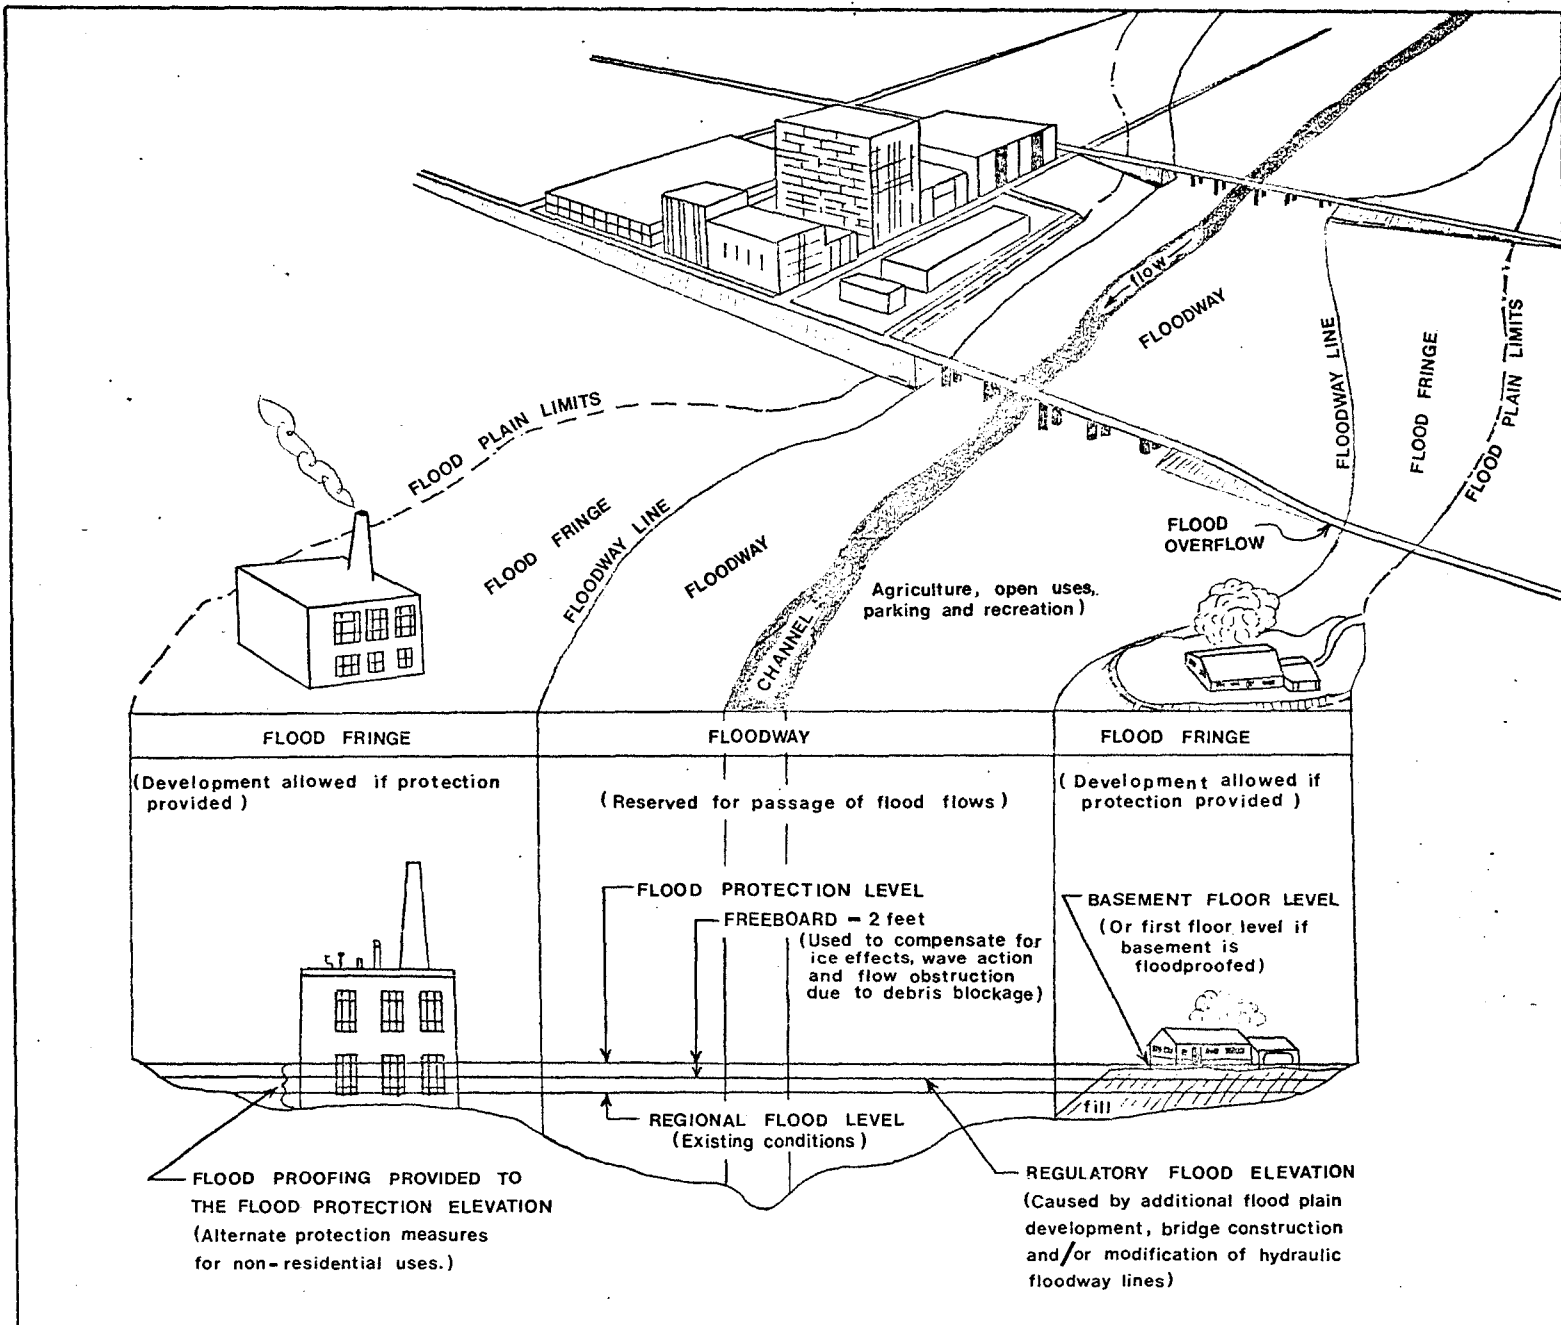 flow
FLOODWAY
FLOODWAY LINE
FLOOD FRINGE
FLOOD PLAIN LIMITS
FLOOD PLAIN LIMITS
FLOOD FRINGE
FLOODWAY LINE
FLOODWAY
FLOOD
OVERFLOW
Agriculture, open uses,
parking and recreation)
CHANNEL
FLOOD FRINGE
FLOODWAY
FLOOD FRINGE
(Development allowed if protection
provided)
(Reserved for passage of flood flows)
(Development allowed if
protection provided)
FLOOD PROTECTION LEVEL
FREEBOARD - 2 feet
(Used to compensate for
ice effects, wave action
and flow obstruction
due to debris blockage)
BASEMENT FLOOR LEVEL
(Or first floor level if
basement is
floodproofed)
fill
REGIONAL FLOOD LEVEL
(Existing conditions)
FLOOD PROOFING PROVIDED TO
THE FLOOD PROTECTION ELEVATION
(Alternate protection measures
for non-residential uses.)
REGULATORY FLOOD ELEVATION
(Caused by additional flood plain
development, bridge construction
and/or modification of hydraulic
floodway lines)